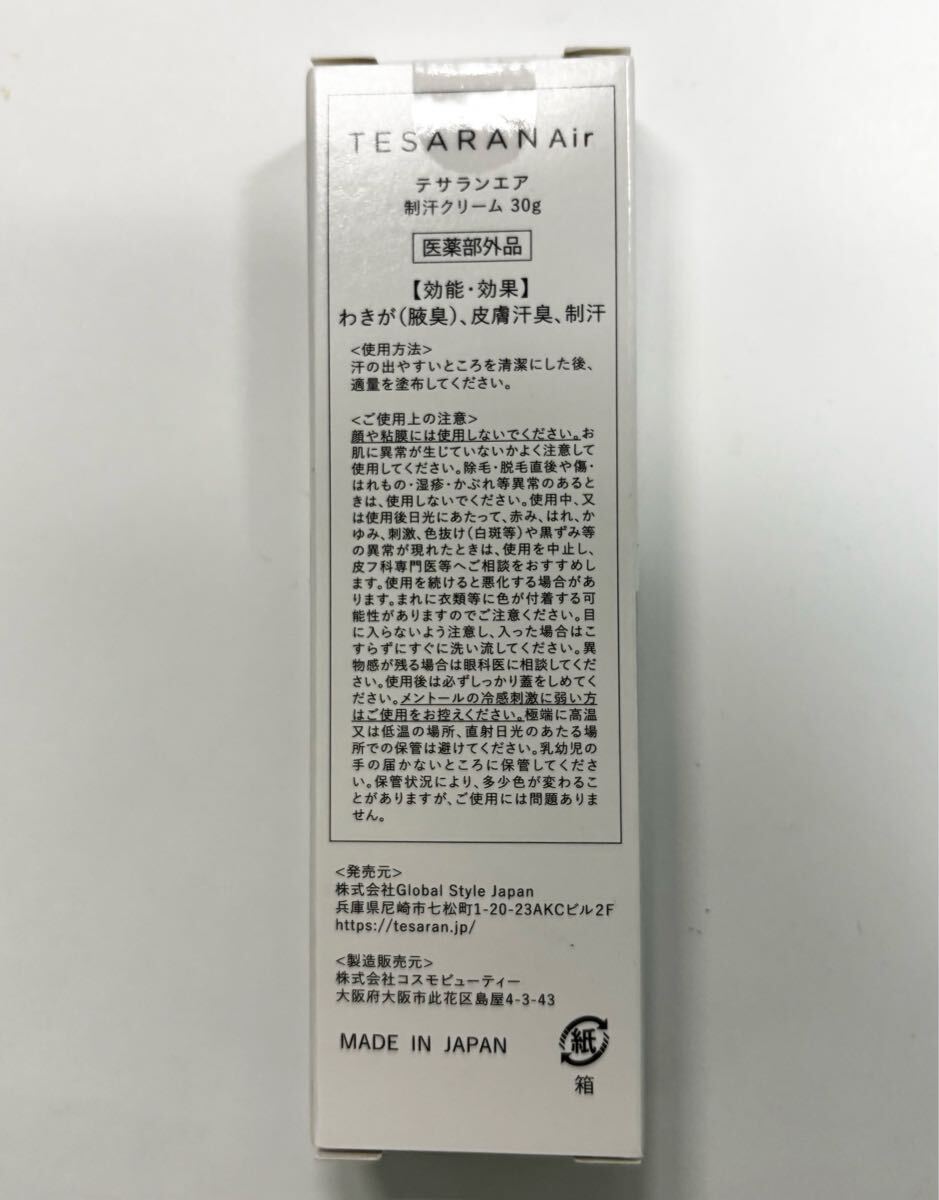 TESARAN Air
テサランエア
制汗クリーム 30g
医薬部外品
【効能・効果】
わきが(腋臭)、皮膚汗臭、制汗
<使用方法>
汗の出やすいところを清潔にした後、
適量を塗布してください。
<ご使用上の注意>
顔や粘膜には使用しないでください。お
肌に異常が生じていないかよく注意して
使用してください。除毛・脱毛直後や傷・
はれもの・湿疹・かぶれ等異常のあると
きは、使用しないでください。使用中、又
は使用後日光にあたって、赤み、はれ、か
ゆみ、刺激、色抜け(白斑等)や黒ずみ等
の異常が現れたときは、使用を中止し、
皮フ科専門医等へご相談をおすすめし
ます。使用を続けると悪化する場合があ
ります。まれに衣類等に色が付着する可
能性がありますのでご注意ください。目
に入らないよう注意し、入った場合はこ
すらずにすぐに洗い流してください。異
物感が残る場合は眼科医に相談してくだ
さい。使用後は必ずしっかり蓋をしめてく
ださい。メントールの冷感刺激に弱い方
はご使用をお控えください。極端に高温
又は低温の場所、直射日光のあたる場
所での保管は避けてください。乳幼児の
手の届かないところに保管してくださ
い。保管状況により、多少色が変わるこ
とがありますが、ご使用には問題ありま
せん。
<発売元>
株式会社Global Style Japan
兵庫県尼崎市七松町1-20-23AKCビル2F
https://tesaran.jp/
<製造販売元>
株式会社コスモビューティー
大阪府大阪市此花区島屋4-3-43
MADE IN JAPAN
紙
箱